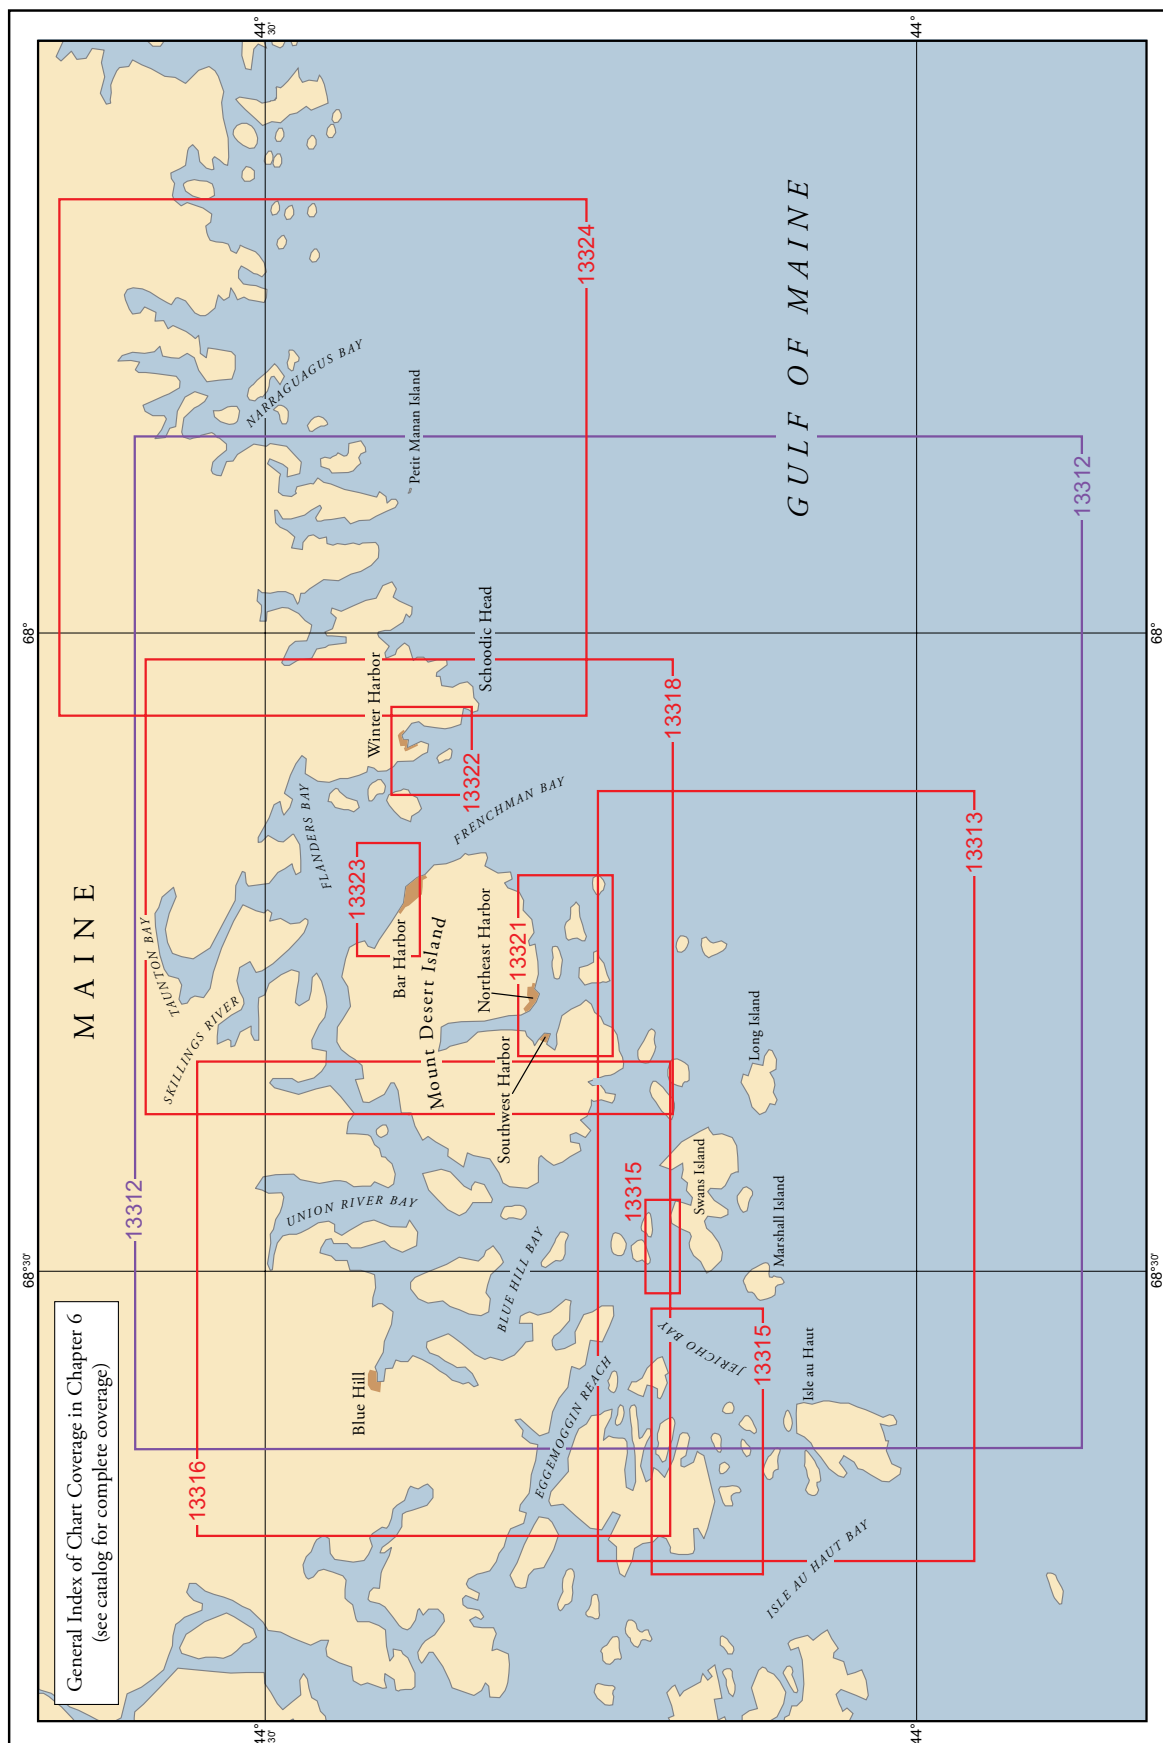 General Index of Chart Coverage in Chapter 6
(see catalog for complete coverage)
68°30'
68°
44°
30'
44°
30'
44°
44°
68°30'
68°
MAINE
GULF OF MAINE
13312
13312
13316
13318
13324
13323
13322
13321
13315
13315
13313
TAUNTON BAY
SKILLINGS RIVER
FLANDERS BAY
NARRAGUAGUS BAY
Petit Manan Island
Schoodic Head
Winter Harbor
FRENCHMAN BAY
Bar Harbor
Mount Desert Island
Northeast Harbor
Southwest Harbor
UNION RIVER BAY
BLUE HILL BAY
Blue Hill
EGGEMOGGIN REACH
JERICHO BAY
Long Island
Swans Island
Marshall Island
Isle au Haut
ISLE AU HAUT BAY